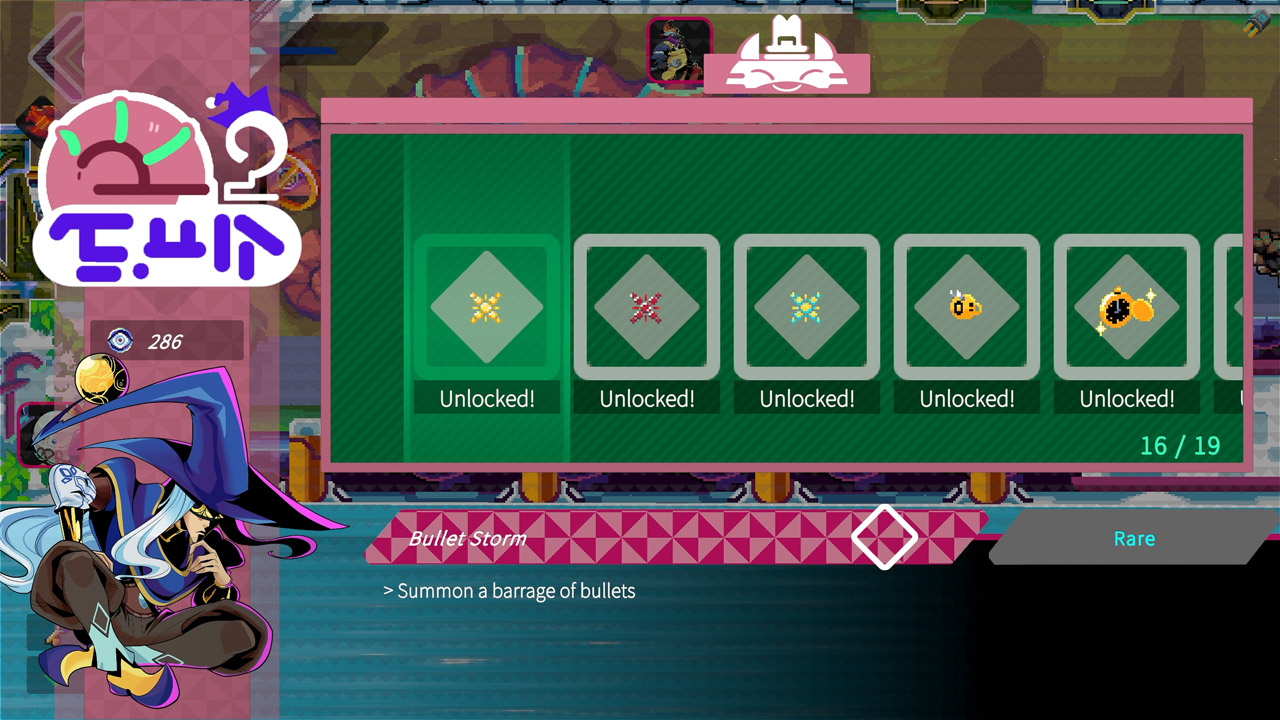 286
Unlocked!
Unlocked!
Unlocked!
Unlocked!
Unlocked!
16 / 19
Bullet Storm
Rare
> Summon a barrage of bullets